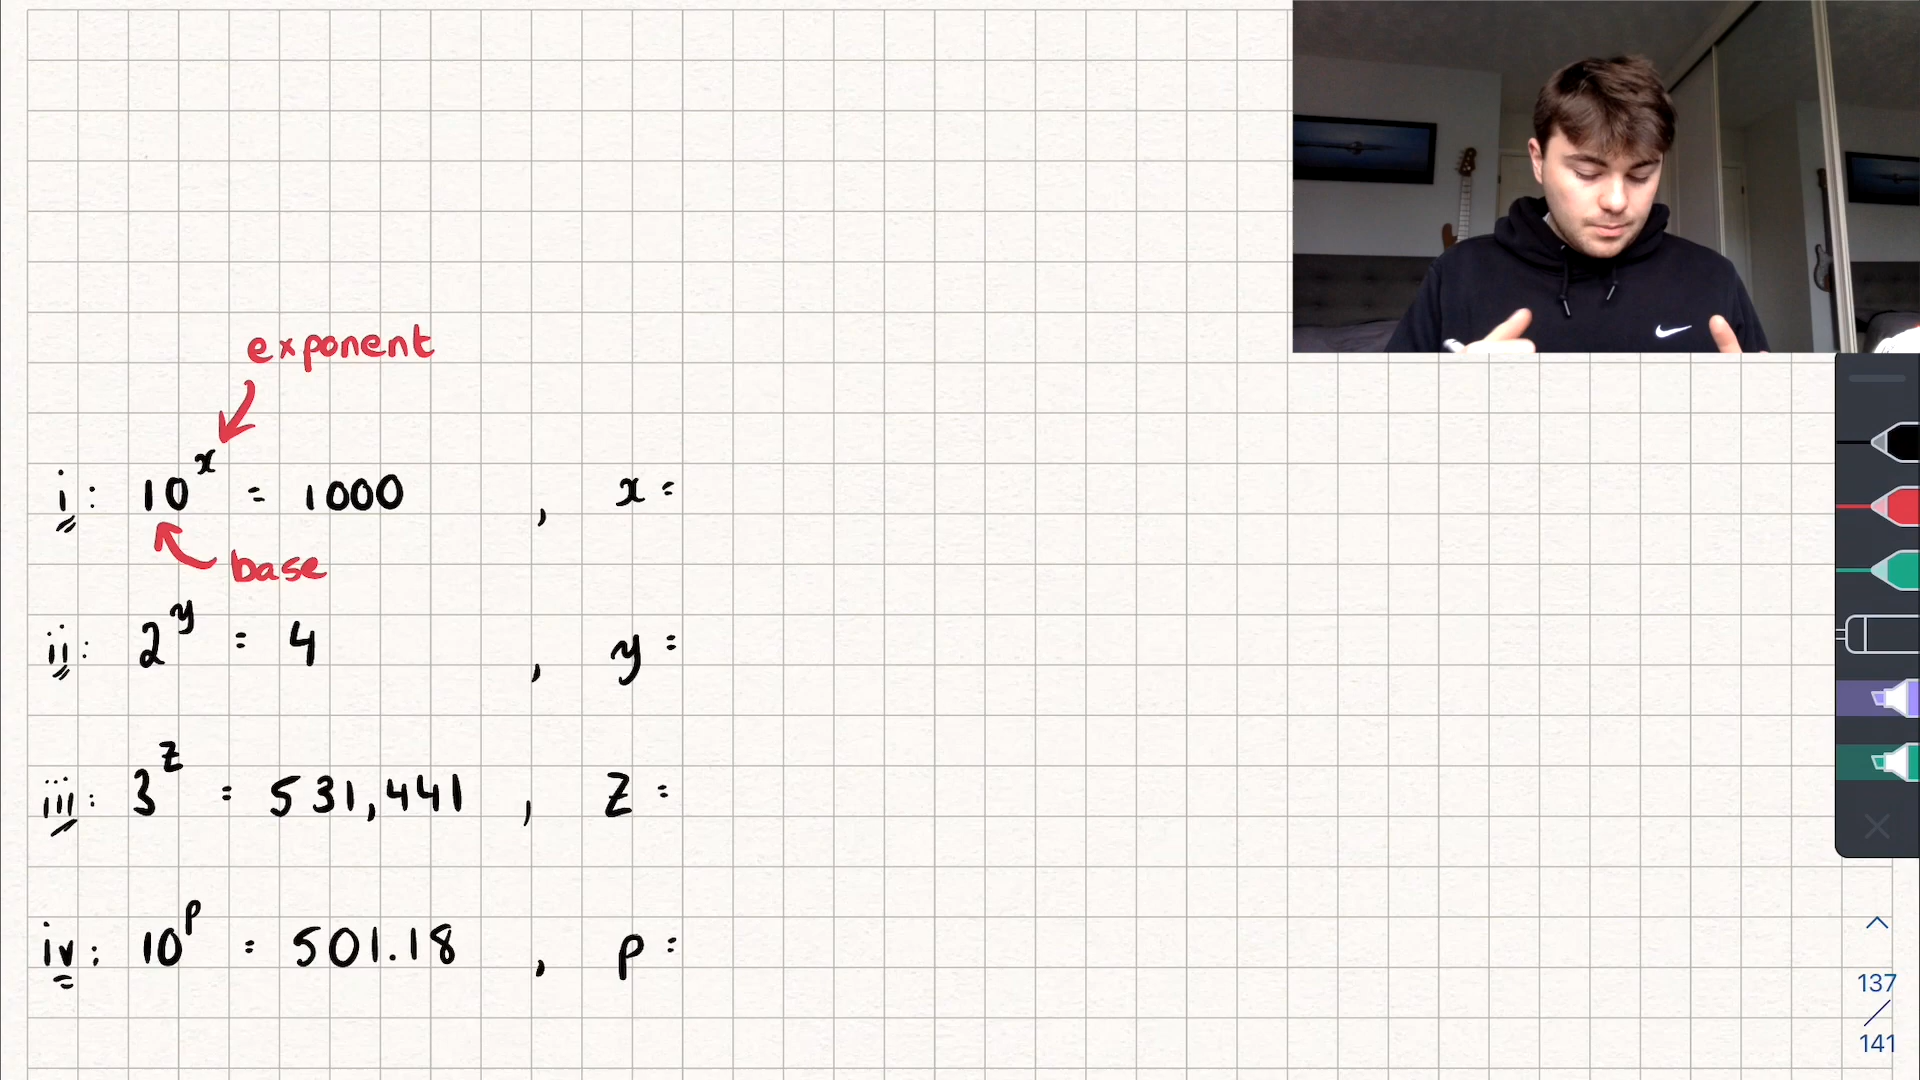 exponent
i: 10^x = 1000 , x =
base
ii: 2^y = 4 , y =
iii: 3^z = 531,441 , z =
iv: 10^p = 501.18 , p =
137
/
141